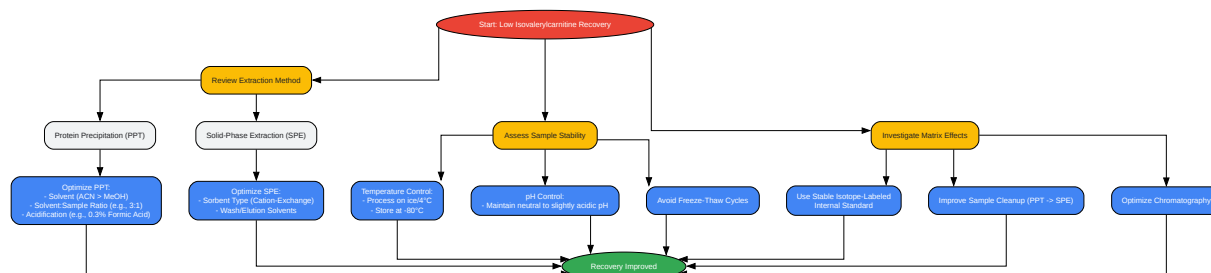 Start: Low Isovalerylcarnitine Recovery
Review Extraction Method
Protein Precipitation (PPT)
Solid-Phase Extraction (SPE)
Assess Sample Stability
Investigate Matrix Effects
Optimize PPT:
- Solvent (ACN > MeOH)
- Solvent:Sample Ratio (e.g., 3:1)
- Acidification (e.g., 0.3% Formic Acid)
Optimize SPE:
- Sorbent Type (Cation-Exchange)
- Wash/Elution Solvents
Temperature Control:
- Process on ice/4°C
- Store at -80°C
pH Control:
- Maintain neutral to slightly acidic pH
Avoid Freeze-Thaw Cycles
Use Stable Isotope-Labeled
Internal Standard
Improve Sample Cleanup (PPT -> SPE)
Optimize Chromatography
Recovery Improved